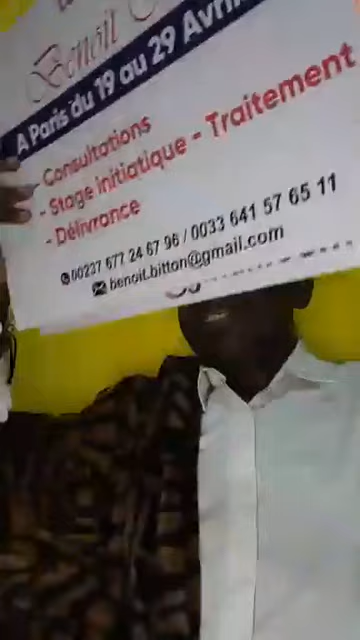 Benoit
A Paris du 19 au 29 Avril
- Consultations
- Stage initiatique - Traitement
- Délivrance
00237 677 24 67 96 / 0033 641 57 65 11
benoit.bitton@gmail.com